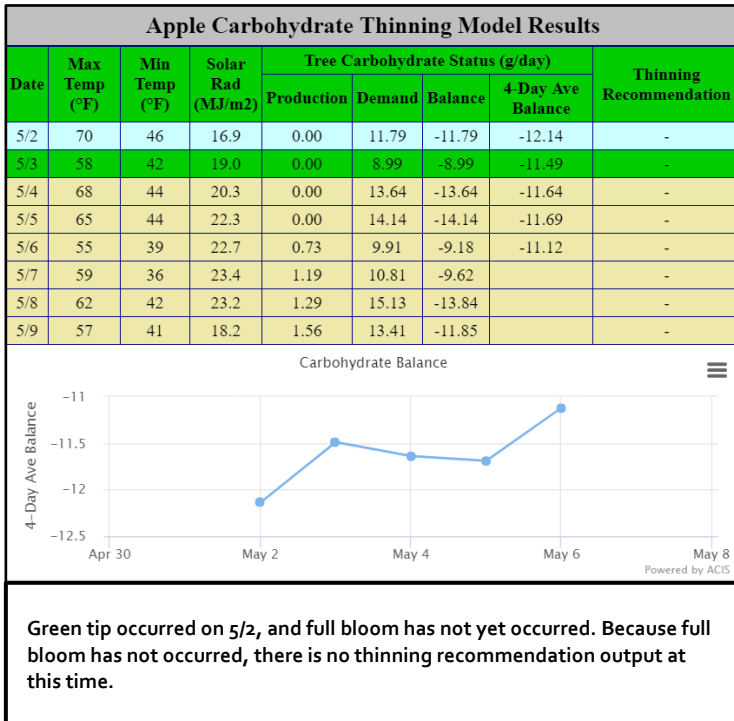 Apple Carbohydrate Thinning Model Results
Date Max Temp (°F) Min Temp (°F) Solar Rad (MJ/m2) Tree Carbohydrate Status (g/day) Thinning Recommendation
Production Demand Balance 4-Day Ave Balance
5/2 70 46 16.9 0.00 11.79 -11.79 -12.14 -
5/3 58 42 19.0 0.00 8.99 -8.99 -11.49 -
5/4 68 44 20.3 0.00 13.64 -13.64 -11.64 -
5/5 65 44 22.3 0.00 14.14 -14.14 -11.69 -
5/6 55 39 22.7 0.73 9.91 -9.18 -11.12 -
5/7 59 36 23.4 1.19 10.81 -9.62 -
5/8 62 42 23.2 1.29 15.13 -13.84 -
5/9 57 41 18.2 1.56 13.41 -11.85 -
Carbohydrate Balance
4-Day Ave Balance
-11
-11.5
-12
-12.5
Apr 30 May 2 May 4 May 6 May 8
Powered by ACIS
Green tip occurred on 5/2, and full bloom has not yet occurred. Because full
bloom has not occurred, there is no thinning recommendation output at
this time.